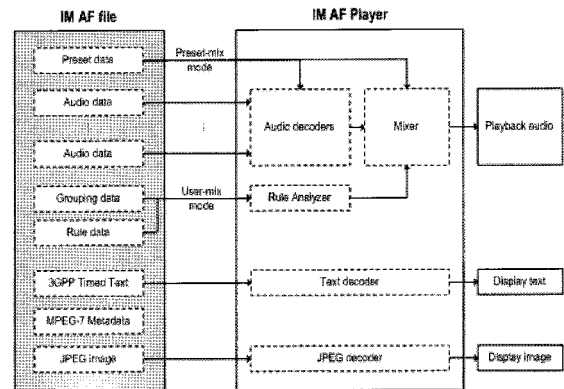 IM AF file
IM AF Player
Preset data
Preset-mix
mode
Audio data
Audio data
Audio decoders
Mixer
Playback audio
Grouping data
User-mix
mode
Rule Analyzer
Rule data
3GPP Timed Text
Text decoder
Display text
MPEG-7 Metadata
JPEG image
JPEG decoder
Display image